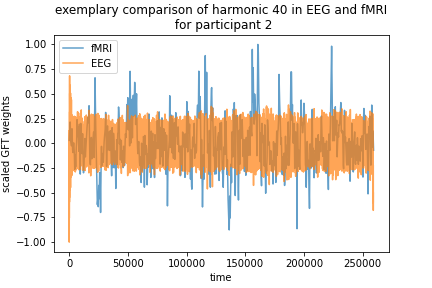 exemplary comparison of harmonic 40 in EEG and fMRI
for participant 2
1.00
0.75
0.50
0.25
0.00
−0.25
−0.50
−0.75
−1.00
scaled GFT weights
fMRI
EEG
0 50000 100000 150000 200000 250000
time